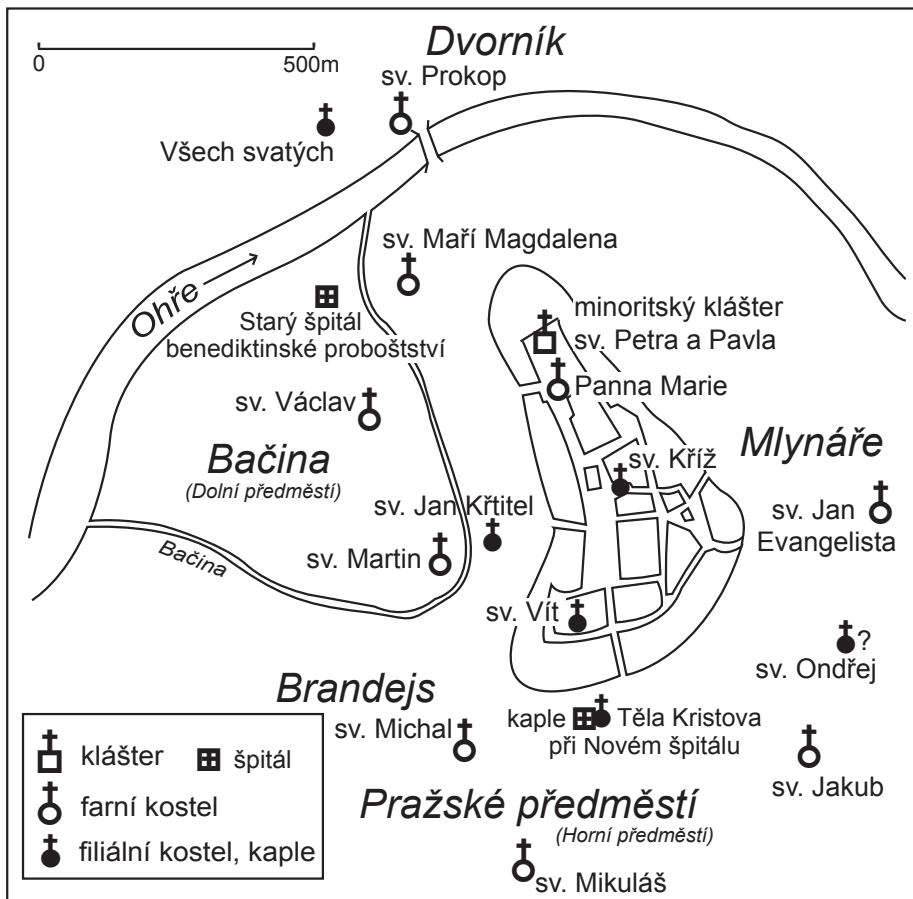 0
500m
Dvorník
sv. Prokop
Všech svatých
sv. Maří Magdalena
Ohře
Starý špitál
benediktinské proboštství
minoritský klášter
sv. Petra a Pavla
Panna Marie
sv. Václav
Bačina
(Dolní předměstí)
Mlynáře
sv. Kříž
sv. Jan Křtitel
sv. Jan
Evangelista
Bačina
sv. Martin
sv. Vít
?
sv. Ondřej
Brandejs
sv. Michal
kaple
Těla Kristova
při Novém špitálu
sv. Jakub
Pražské předměstí
(Horní předměstí)
sv. Mikuláš
klášter
špitál
farní kostel
filiální kostel, kaple